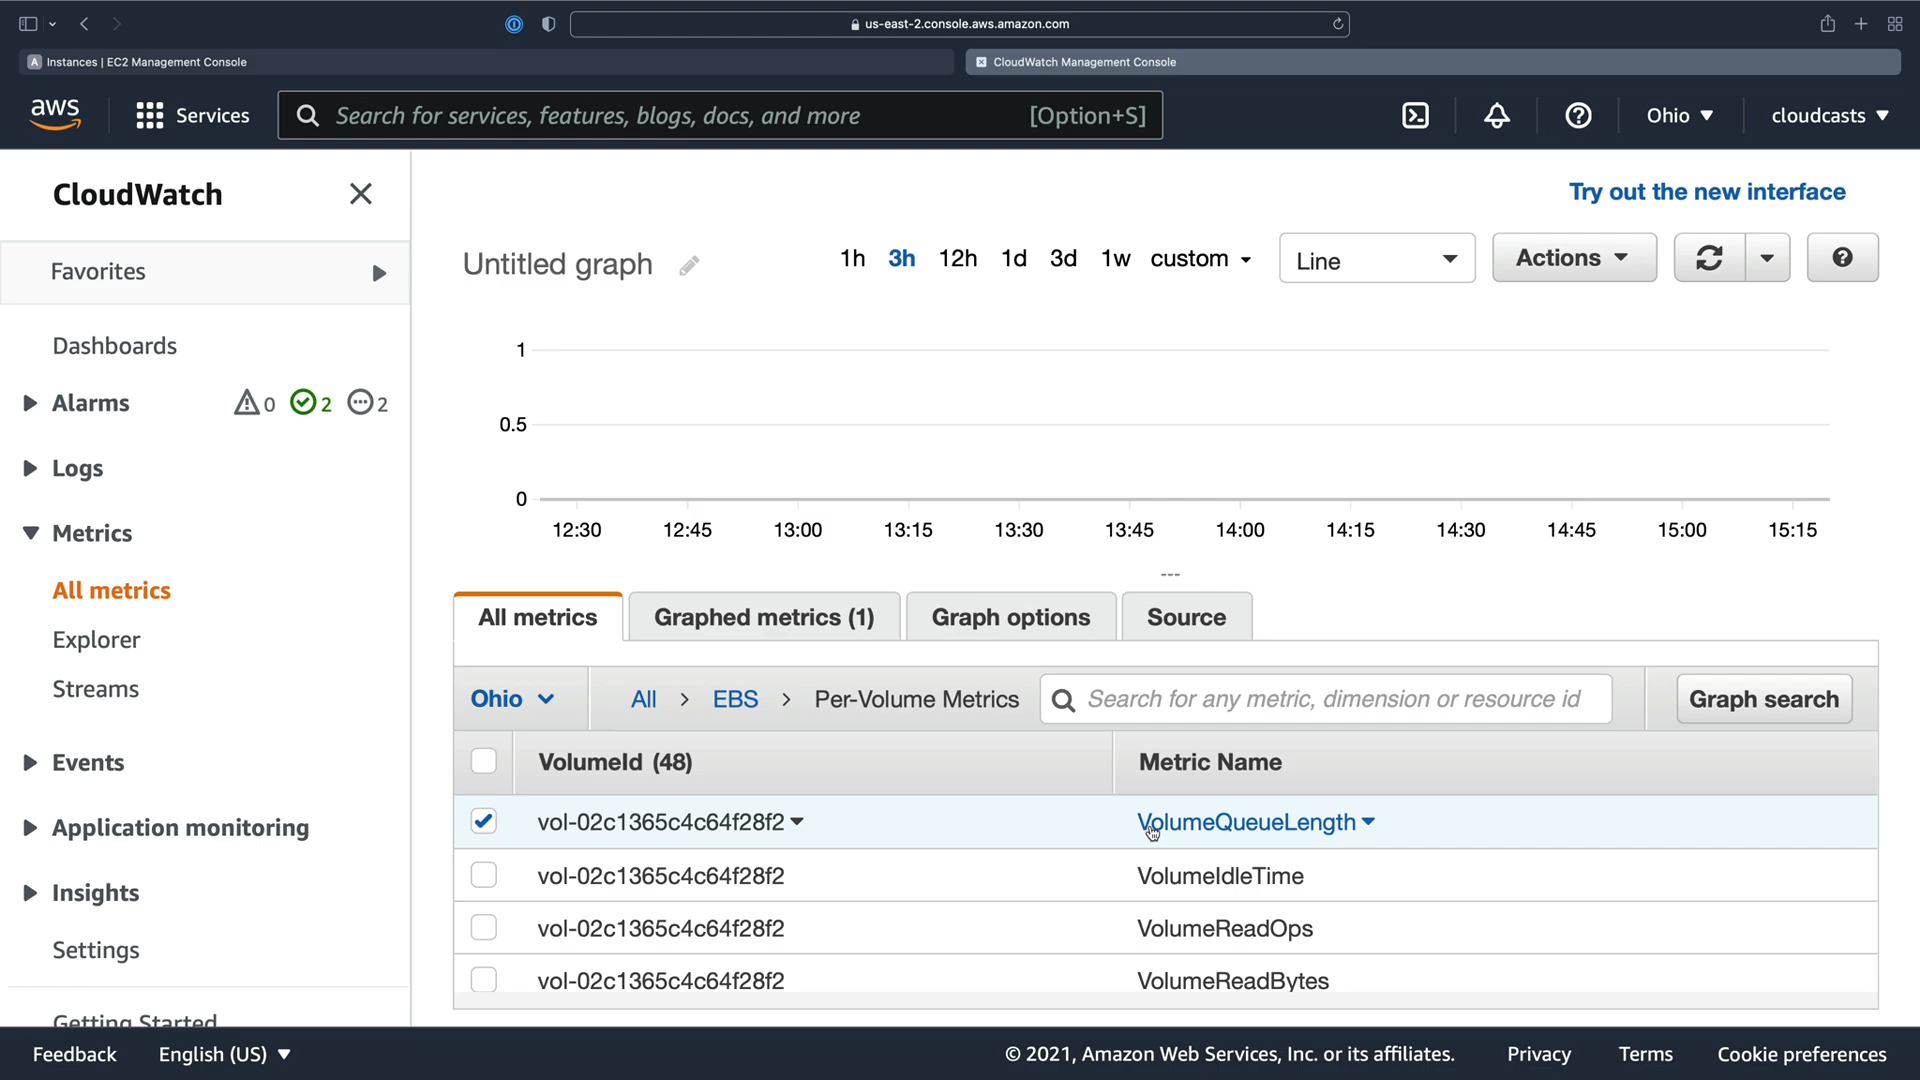 us-east-2.console.aws.amazon.com
A Instances | EC2 Management Console
CloudWatch Management Console
aws
Services
Search for services, features, blogs, docs, and more
[Option+S]
Ohio
cloudcasts
CloudWatch
Favorites
Dashboards
Alarms 0 2 2
Logs
Metrics
All metrics
Explorer
Streams
Events
Application monitoring
Insights
Settings
Getting Started
Try out the new interface
Untitled graph
1h 3h 12h 1d 3d 1w custom
Line
Actions
1
0.5
0
12:30 12:45 13:00 13:15 13:30 13:45 14:00 14:15 14:30 14:45 15:00 15:15
---
All metrics
Graphed metrics (1)
Graph options
Source
Ohio
All > EBS > Per-Volume Metrics
Search for any metric, dimension or resource id
Graph search
VolumeId (48) Metric Name
vol-02c1365c4c64f28f2 VolumeQueueLength
vol-02c1365c4c64f28f2 VolumeIdleTime
vol-02c1365c4c64f28f2 VolumeReadOps
vol-02c1365c4c64f28f2 VolumeReadBytes
Feedback
English (US)
© 2021, Amazon Web Services, Inc. or its affiliates.
Privacy
Terms
Cookie preferences